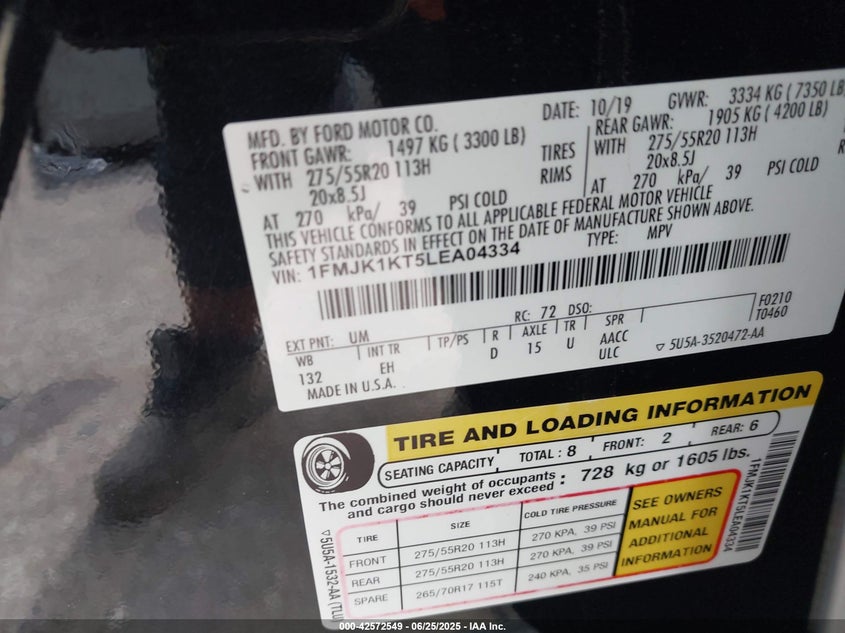 MFD. BY FORD MOTOR CO.
DATE: 10/19
GVWR: 3334 KG ( 7350 LB
FRONT GAWR: 1497 KG ( 3300 LB)
REAR GAWR: 1905 KG ( 4200 LB)
WITH 275/55R20 113H
TIRES WITH 275/55R20 113H
20x8.5J
RIMS 20x8.5J
AT 270 kPa/ 39 PSI COLD
AT 270 kPa/ 39 PSI COLD
THIS VEHICLE CONFORMS TO ALL APPLICABLE FEDERAL MOTOR VEHICLE
SAFETY STANDARDS IN EFFECT ON THE DATE OF MANUFACTURE SHOWN ABOVE.
VIN: 1FMJK1KT5LEA04334
TYPE: MPV
RC: 72 DSO:
F0210
T0460
EXT PNT: UM
WB INT TR TP/PS R AXLE TR SPR
132 EH D 15 U AACC
ULC
5U5A-3520472-AA
MADE IN U.S.A.
TIRE AND LOADING INFORMATION
SEATING CAPACITY TOTAL : 8 FRONT: 2 REAR: 6
The combined weight of occupants and cargo should never exceed : 728 kg or 1605 lbs.
TIRE SIZE COLD TIRE PRESSURE
FRONT 275/55R20 113H 270 KPA, 39 PSI
REAR 275/55R20 113H 270 KPA, 39 PSI
SPARE 265/70R17 115T 240 KPA, 35 PSI
SEE OWNERS
MANUAL FOR
ADDITIONAL
INFORMATION
1FMJK1KT5LEA04334
5U5A-1532-AA (TLU
000-42572549 - 06/25/2025 - IAA Inc.